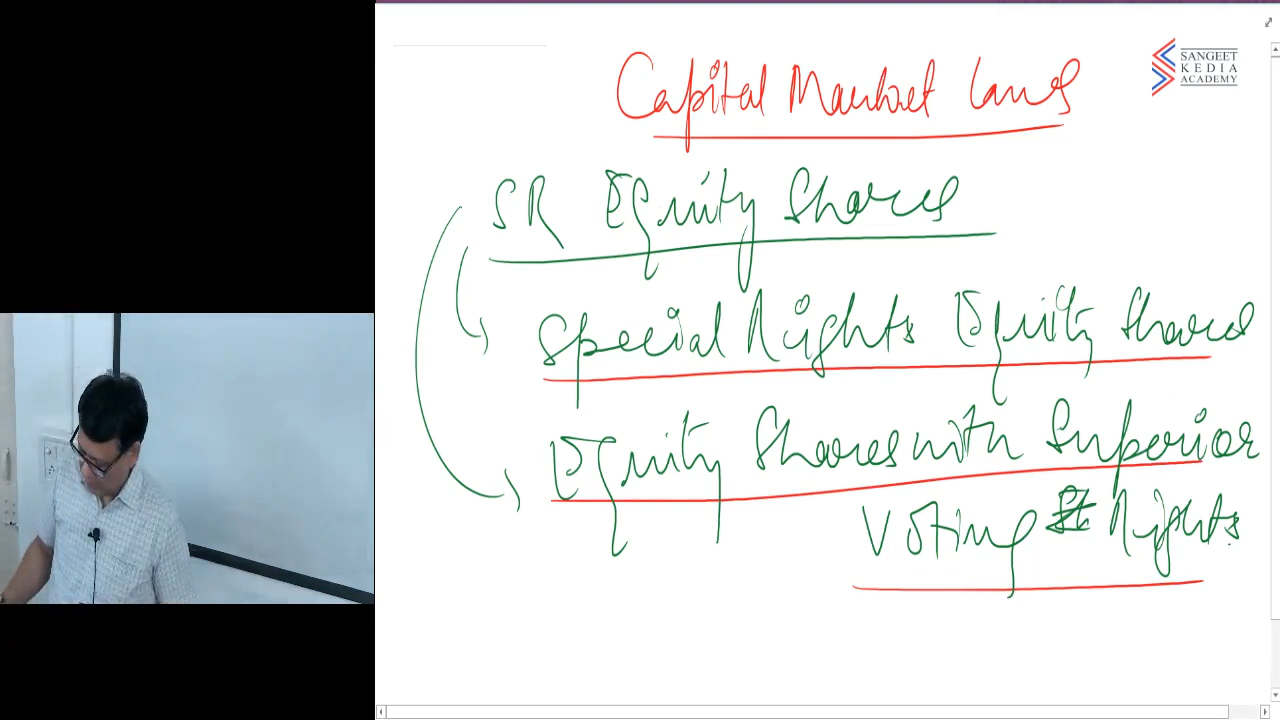 Capital Market Laws
SANGEET
KEDIA
ACADEMY
SR Equity Shares
Special Rights Equity Shares
Equity Shares with Superior
Voting Rights